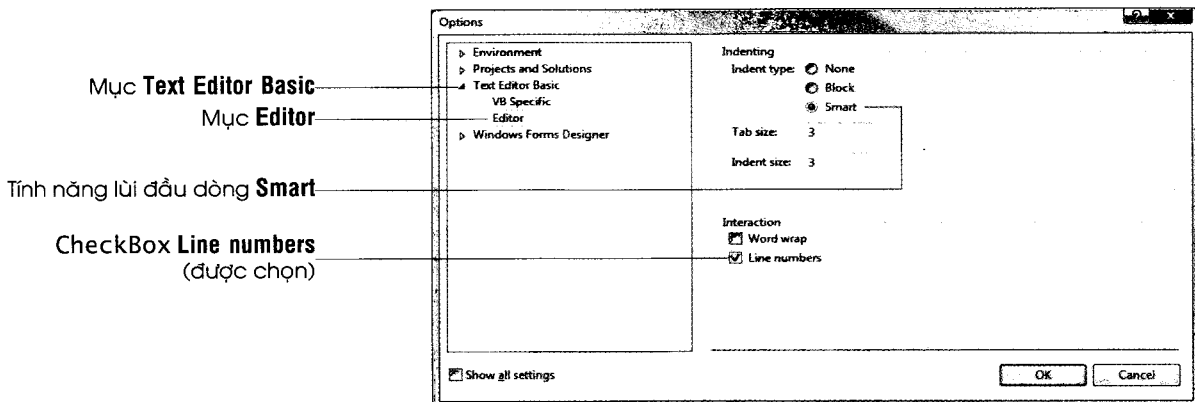 Options
Mục Text Editor Basic
Mục Editor
Tính năng lùi đầu dòng Smart
CheckBox Line numbers
(được chọn)
Environment
Projects and Solutions
Text Editor Basic
VB Specific
Editor
Windows Forms Designer
Indenting
Indent type: None
Block
Smart
Tab size: 3
Indent size: 3
Interaction
Word wrap
Line numbers
Show all settings
OK Cancel